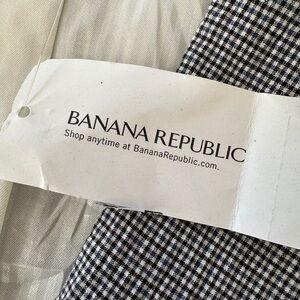 BANANA REPUBLIC
Shop anytime at BananaRepublic.com.